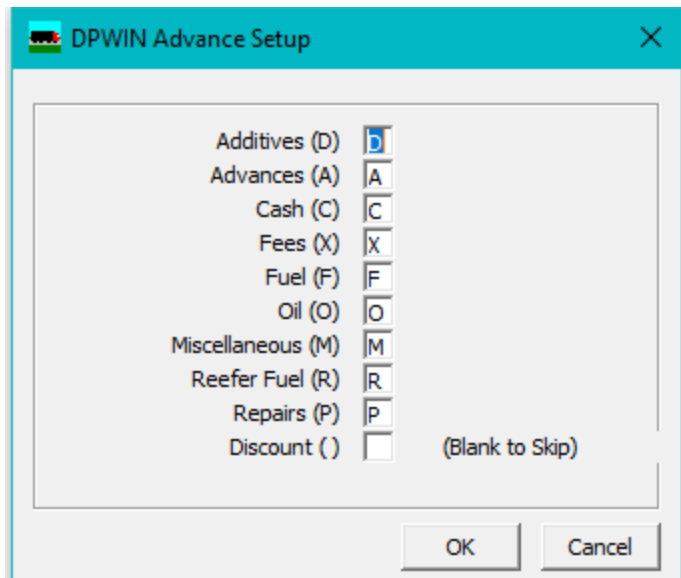 DPWIN Advance Setup
Additives (D) D
Advances (A) A
Cash (C) C
Fees (X) X
Fuel (F) F
Oil (O) O
Miscellaneous (M) M
Reefer Fuel (R) R
Repairs (P) P
Discount ( ) (Blank to Skip)
OK Cancel